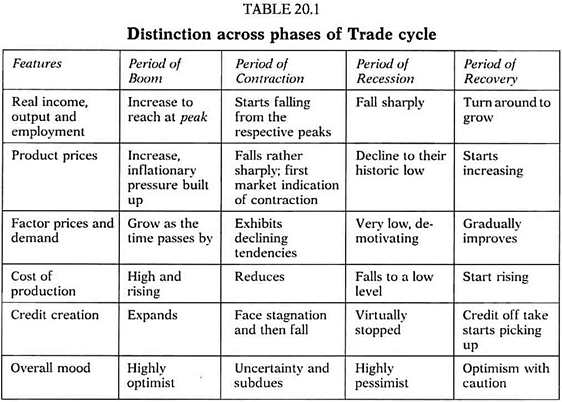 TABLE 20.1
Distinction across phases of Trade cycle
Features
Period of
Boom
Period of
Contraction
Period of
Recession
Period of
Recovery
Real income,
output and
employment
Increase to
reach at peak
Starts falling
from the
respective peaks
Fall sharply
Turn around to
grow
Product prices
Increase,
inflationary
pressure built
up
Falls rather
sharply; first
market indication
of contraction
Decline to their
historic low
Starts
increasing
Factor prices and
demand
Grow as the
time passes by
Exhibits
declining
tendencies
Very low, de-
motivating
Gradually
improves
Cost of
production
High and
rising
Reduces
Falls to a low
level
Start rising
Credit creation
Expands
Face stagnation
and then fall
Virtually
stopped
Credit off take
starts picking
up
Overall mood
Highly
optimist
Uncertainty and
subdues
Highly
pessimist
Optimism with
caution